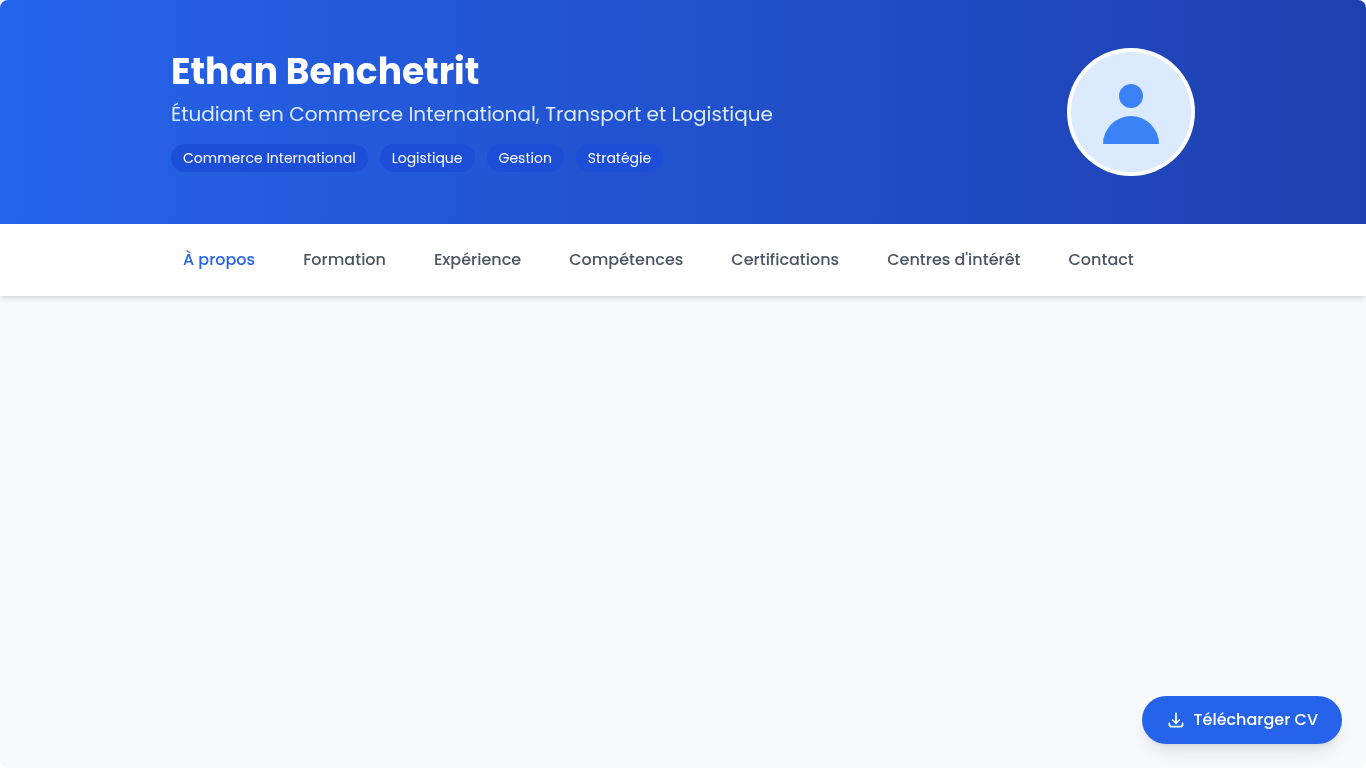 Ethan Benchetrit
Étudiant en Commerce International, Transport et Logistique
Commerce International Logistique Gestion Stratégie
À propos Formation Expérience Compétences Certifications Centres d'intérêt Contact
Télécharger CV